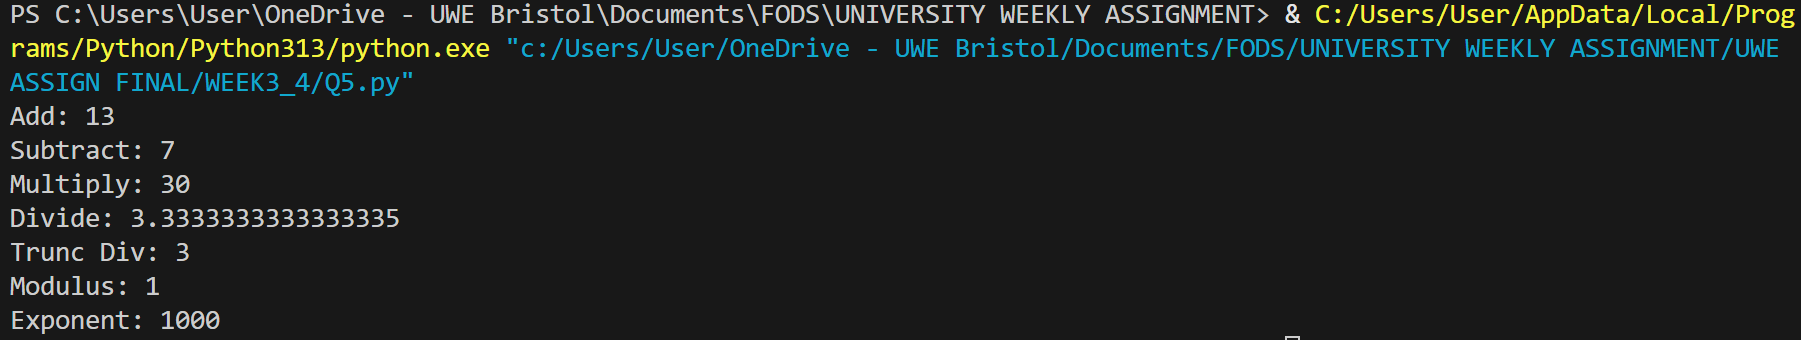 PS C:\Users\User\OneDrive - UWE Bristol\Documents\FODS\UNIVERSITY WEEKLY ASSIGNMENT> & C:/Users/User/AppData/Local/Prog
rams/Python/Python313/python.exe "c:/Users/User/OneDrive - UWE Bristol/Documents/FODS/UNIVERSITY WEEKLY ASSIGNMENT/UWE
ASSIGN FINAL/WEEK3_4/Q5.py"
Add: 13
Subtract: 7
Multiply: 30
Divide: 3.3333333333333335
Trunc Div: 3
Modulus: 1
Exponent: 1000